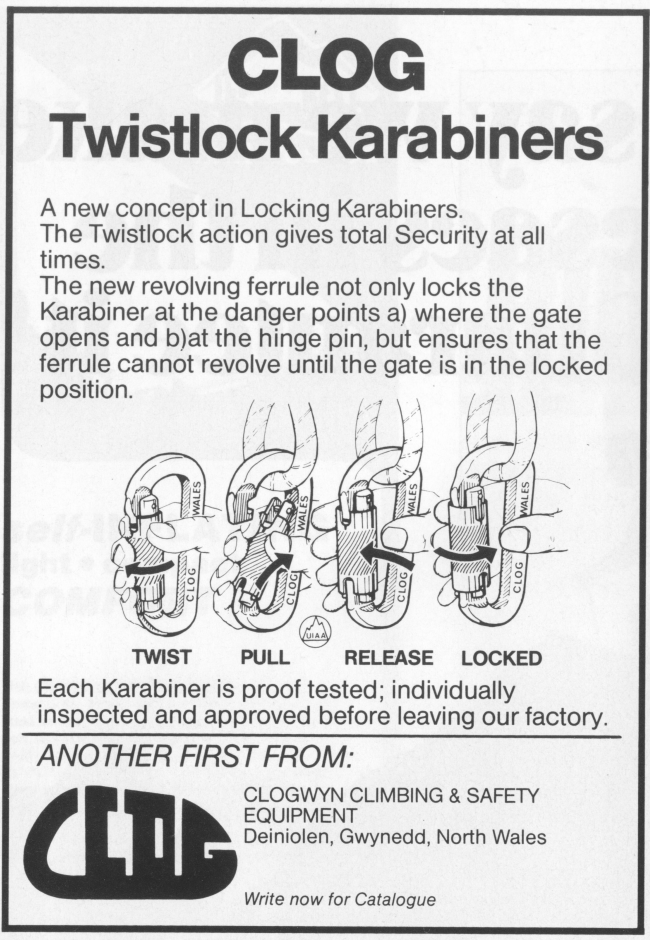 CLOG
Twistlock Karabiners
A new concept in Locking Karabiners.
The Twistlock action gives total Security at all
times.
The new revolving ferrule not only locks the
Karabiner at the danger points a) where the gate
opens and b)at the hinge pin, but ensures that the
ferrule cannot revolve until the gate is in the locked
position.
WALES
CLOG
WALES
CLOG
WALES
CLOG
WALES
CLOG
UIAA
TWIST PULL RELEASE LOCKED
Each Karabiner is proof tested; individually
inspected and approved before leaving our factory.
ANOTHER FIRST FROM:
CLOG
CLOGWYN CLIMBING & SAFETY
EQUIPMENT
Deiniolen, Gwynedd, North Wales
Write now for Catalogue